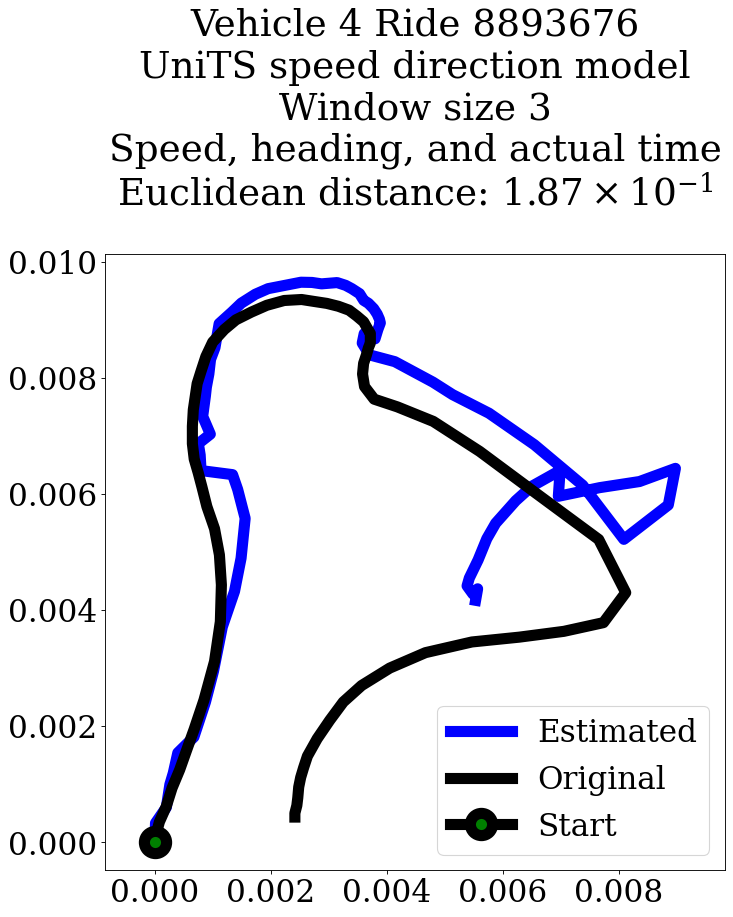 Vehicle 4 Ride 8893676
UniTS speed direction model
Window size 3
Speed, heading, and actual time
Euclidean distance: 1.87 × 10⁻¹
0.010
0.008
0.006
0.004
0.002
0.000
Estimated
Original
Start
0.000 0.002 0.004 0.006 0.008